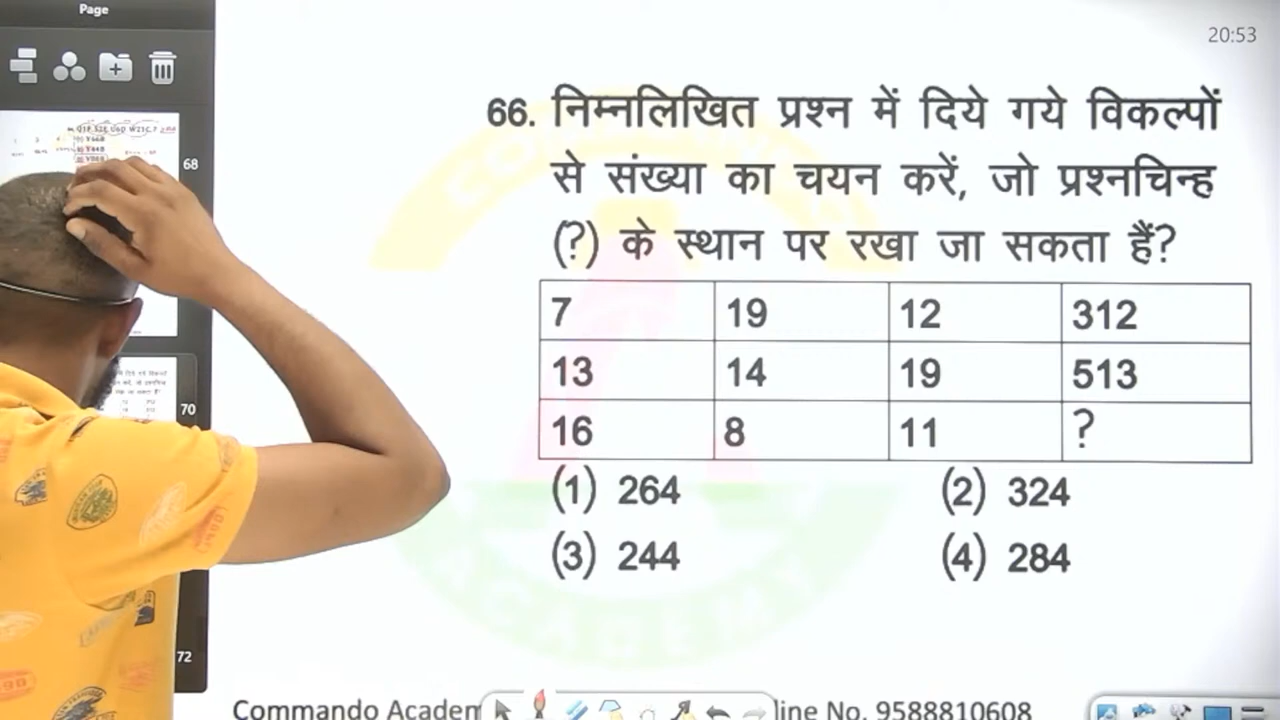 Page
20:53
68
66. निम्नलिखित प्रश्न में दिये गये विकल्पों
से संख्या का चयन करें, जो प्रश्नचिन्ह
(?) के स्थान पर रखा जा सकता हैं?
7 19 12 312
13 14 19 513
16 8 11 ?
(1) 264 (2) 324
(3) 244 (4) 284
70
72
ACADEMY
Commando Academ line No. 9588810608